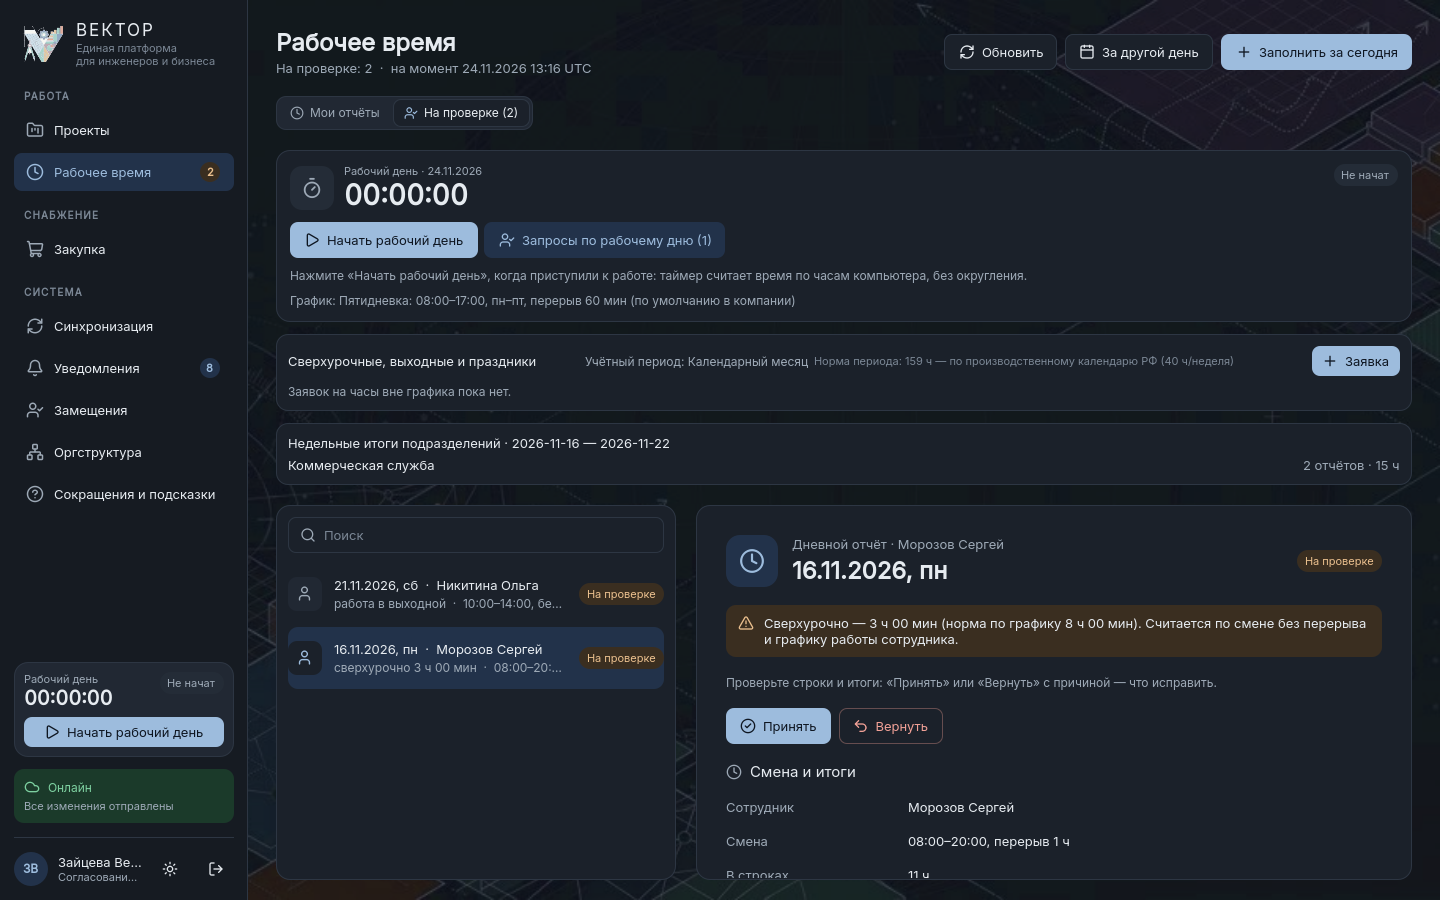 ВЕКТОР
Единая платформа
для инженеров и бизнеса
РАБОТА
Проекты
Рабочее время
2
СНАБЖЕНИЕ
Закупка
СИСТЕМА
Синхронизация
Уведомления
8
Замещения
Оргструктура
Сокращения и подсказки
Рабочий день
Не начат
00:00:00
Начать рабочий день
Онлайн
Все изменения отправлены
ЗВ
Зайцева Ве...
Согласовани...
Рабочее время
На проверке: 2 · на момент 24.11.2026 13:16 UTC
Обновить
За другой день
Заполнить за сегодня
Мои отчёты
На проверке (2)
Рабочий день · 24.11.2026
00:00:00
Не начат
Начать рабочий день
Запросы по рабочему дню (1)
Нажмите «Начать рабочий день», когда приступили к работе: таймер считает время по часам компьютера, без округления.
График: Пятидневка: 08:00–17:00, пн–пт, перерыв 60 мин (по умолчанию в компании)
Сверхурочные, выходные и праздники
Учётный период: Календарный месяц
Норма периода: 159 ч — по производственному календарю РФ (40 ч/неделя)
Заявка
Заявок на часы вне графика пока нет.
Недельные итоги подразделений · 2026-11-16 — 2026-11-22
Коммерческая служба
2 отчётов · 15 ч
Поиск
21.11.2026, сб · Никитина Ольга
работа в выходной · 10:00–14:00, бе...
На проверке
16.11.2026, пн · Морозов Сергей
сверхурочно 3 ч 00 мин · 08:00–20:...
На проверке
Дневной отчёт · Морозов Сергей
16.11.2026, пн
На проверке
Сверхурочно — 3 ч 00 мин (норма по графику 8 ч 00 мин). Считается по смене без перерыва
и графику работы сотрудника.
Проверьте строки и итоги: «Принять» или «Вернуть» с причиной — что исправить.
Принять
Вернуть
Смена и итоги
Сотрудник
Морозов Сергей
Смена
08:00–20:00, перерыв 1 ч
В строках
11 ч